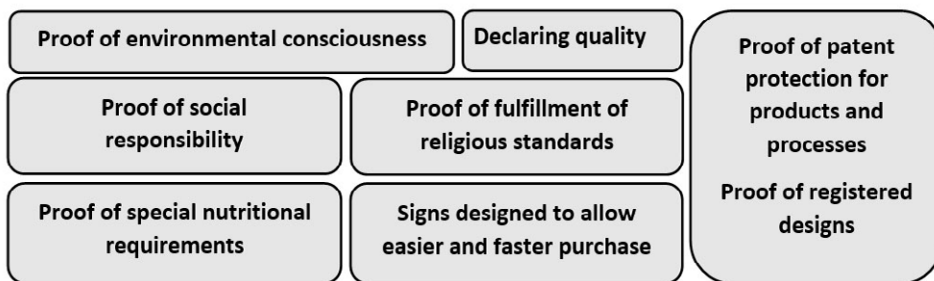 Proof of environmental consciousness
Declaring quality
Proof of social
responsibility
Proof of fulfillment of
religious standards
Proof of special nutritional
requirements
Signs designed to allow
easier and faster purchase
Proof of patent
protection for
products and
processes
Proof of registered
designs